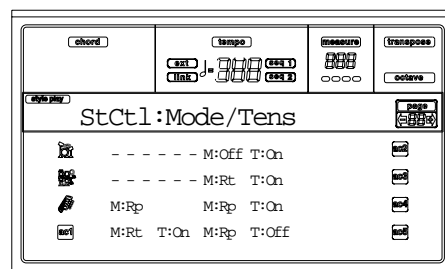 chord
tempo
measure
transpose
ext
seq 1
link
seq 2
octave
style play
StCtl:Mode/Tens
page
- - - - - - M:Off T:On
ac2
- - - - - - M:Rt T:On
ac3
M:Rp M:Rp T:On
ac4
ac1
M:Rt T:On M:Rp T:Off
ac5